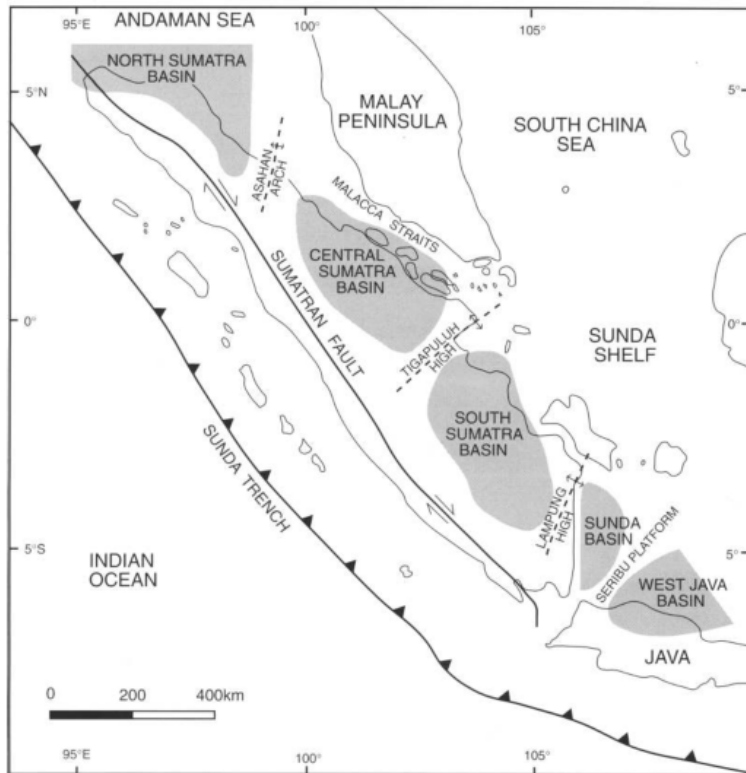 95°E
ANDAMAN SEA
100°
105°
NORTH SUMATRA
BASIN
5°N
5°
MALAY
PENINSULA
SOUTH CHINA
SEA
ASAHAN
ARCH
MALACCA STRAITS
CENTRAL
SUMATRA
BASIN
SUMATRAN FAULT
0°
0°
TIGAPULUH
HIGH
SUNDA
SHELF
SOUTH
SUMATRA
BASIN
SUNDA TRENCH
LAMPUNG
HIGH
SUNDA
BASIN
SERIBU PLATFORM
5°S
5°
INDIAN
OCEAN
WEST JAVA
BASIN
JAVA
0
200
400km
95°E
100°
105°